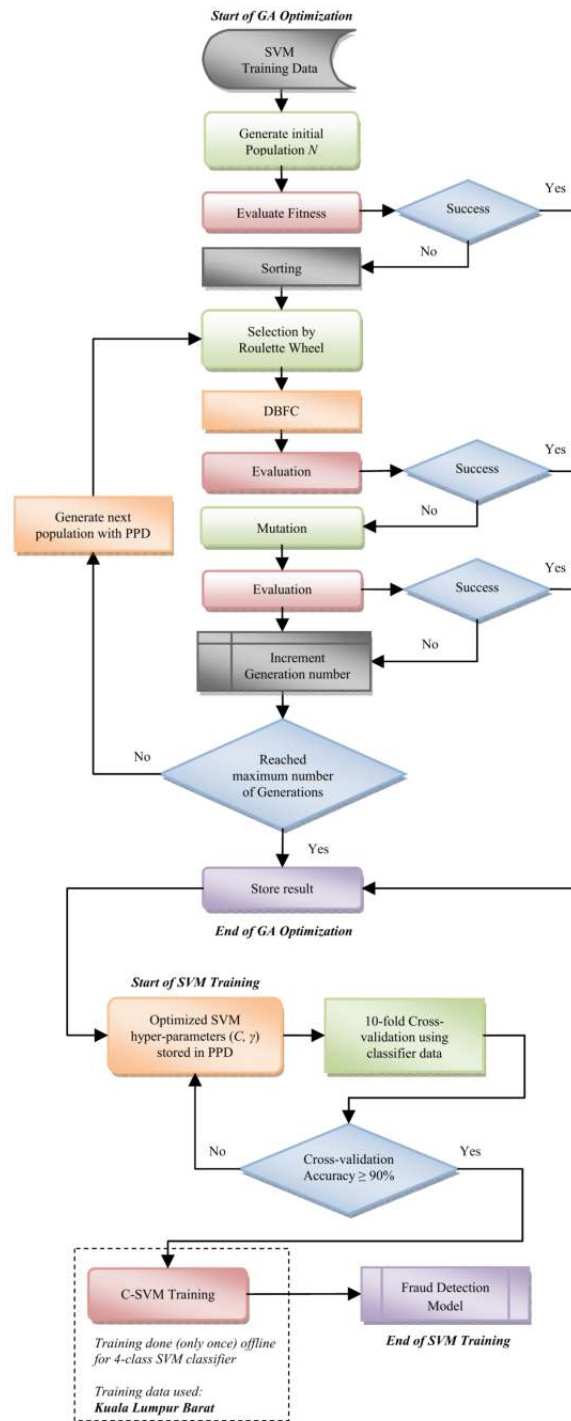 Start of GA Optimization
SVM
Training Data
Generate initial
Population N
Evaluate Fitness
Success
Yes
No
Sorting
Selection by
Roulette Wheel
DBFC
Evaluation
Success
Yes
No
Generate next
population with PPD
Mutation
Evaluation
Success
Yes
No
Increment
Generation number
No
Reached
maximum number
of Generations
Yes
Store result
End of GA Optimization
Start of SVM Training
Optimized SVM
hyper-parameters (C, γ)
stored in PPD
10-fold Cross-
validation using
classifier data
No
Cross-validation
Accuracy ≥ 90%
Yes
C-SVM Training
Fraud Detection
Model
Training done (only once) offline
for 4-class SVM classifier
End of SVM Training
Training data used:
Kuala Lumpur Barat